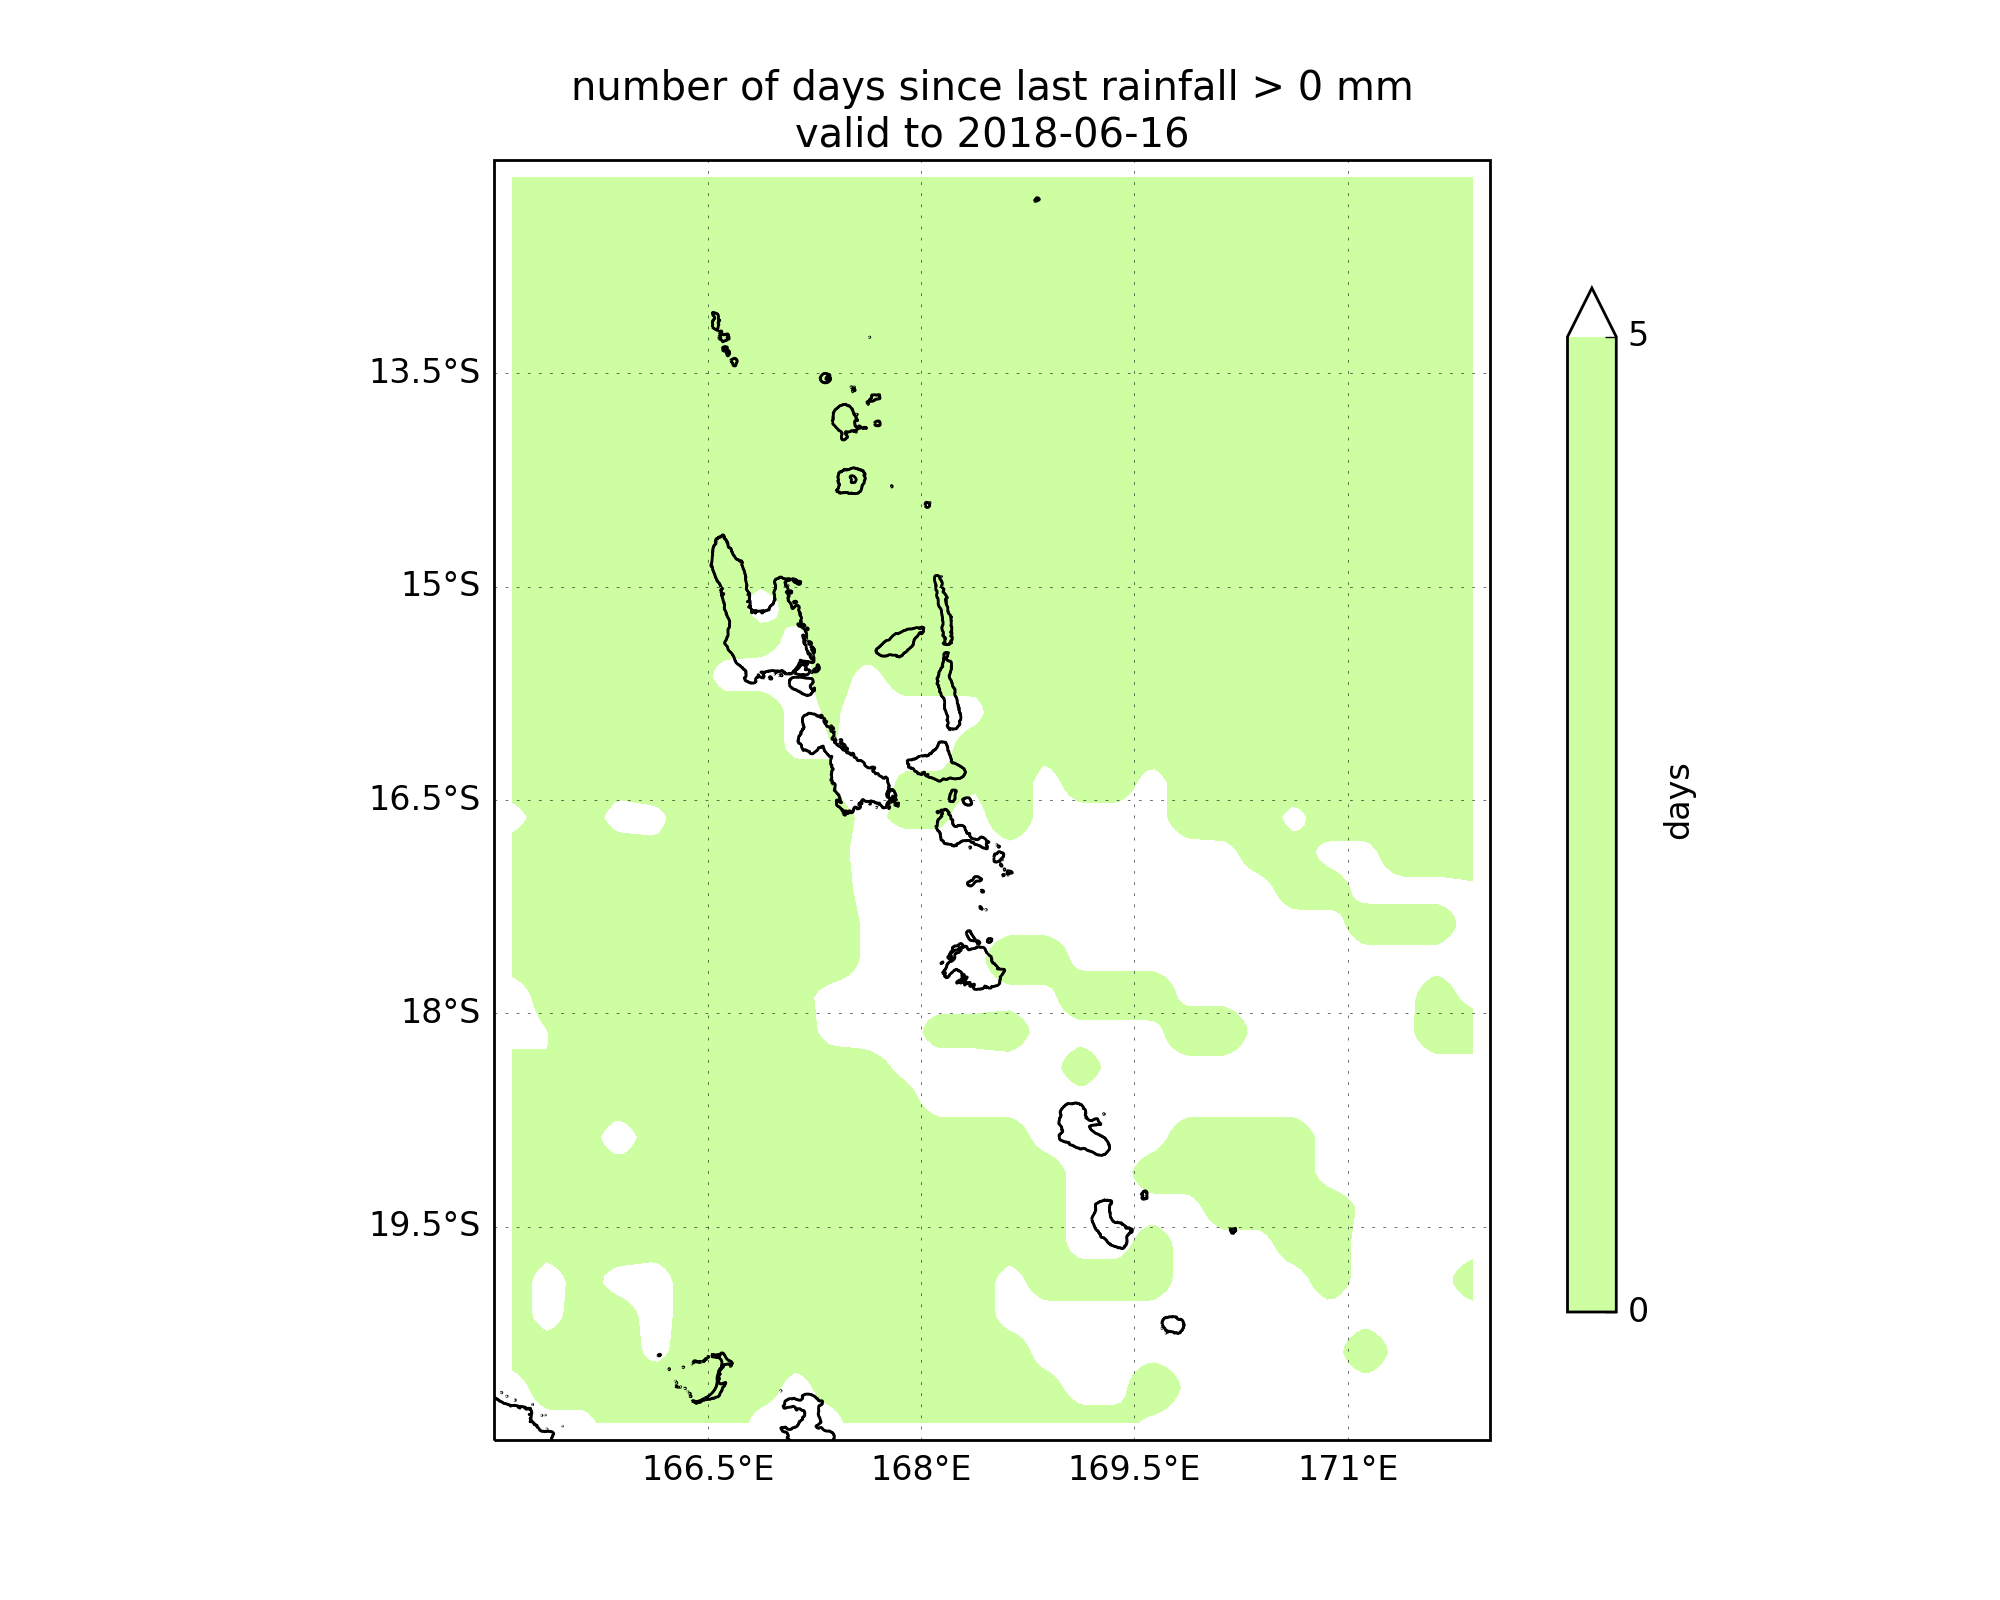 number of days since last rainfall > 0 mm
valid to 2018-06-16
13.5°S
15°S
16.5°S
18°S
19.5°S
166.5°E
168°E
169.5°E
171°E
5
0
days